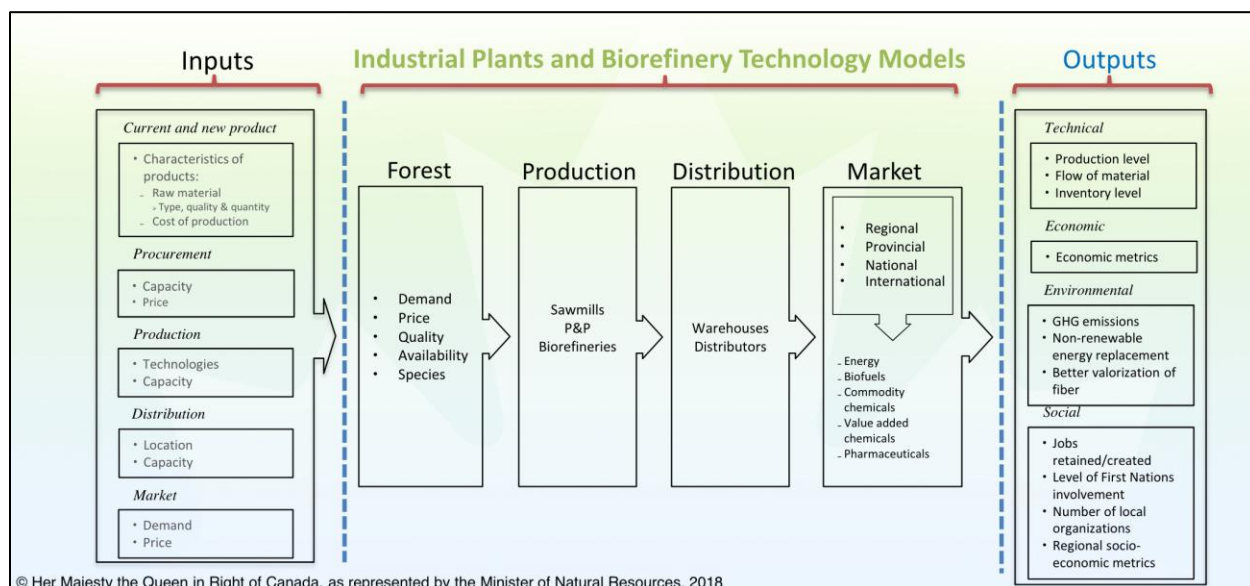 Inputs
Current and new product
• Characteristics of
products:
- Raw material
- Type, quality & quantity
- Cost of production
Procurement
• Capacity
• Price
Production
• Technologies
• Capacity
Distribution
• Location
• Capacity
Market
• Demand
• Price
Industrial Plants and Biorefinery Technology Models
Forest
• Demand
• Price
• Quality
• Availability
• Species
Production
Sawmills
P&P
Biorefineries
Distribution
Warehouses
Distributors
Market
• Regional
• Provincial
• National
• International
- Energy
- Biofuels
- Commodity
chemicals
- Value added
chemicals
- Pharmaceuticals
Outputs
Technical
• Production level
• Flow of material
• Inventory level
Economic
• Economic metrics
Environmental
• GHG emissions
• Non-renewable
energy replacement
• Better valorization of
fiber
Social
• Jobs
retained/created
• Level of First Nations
involvement
• Number of local
organizations
• Regional socio-
economic metrics
© Her Majesty the Queen in Right of Canada, as represented by the Minister of Natural Resources, 2018